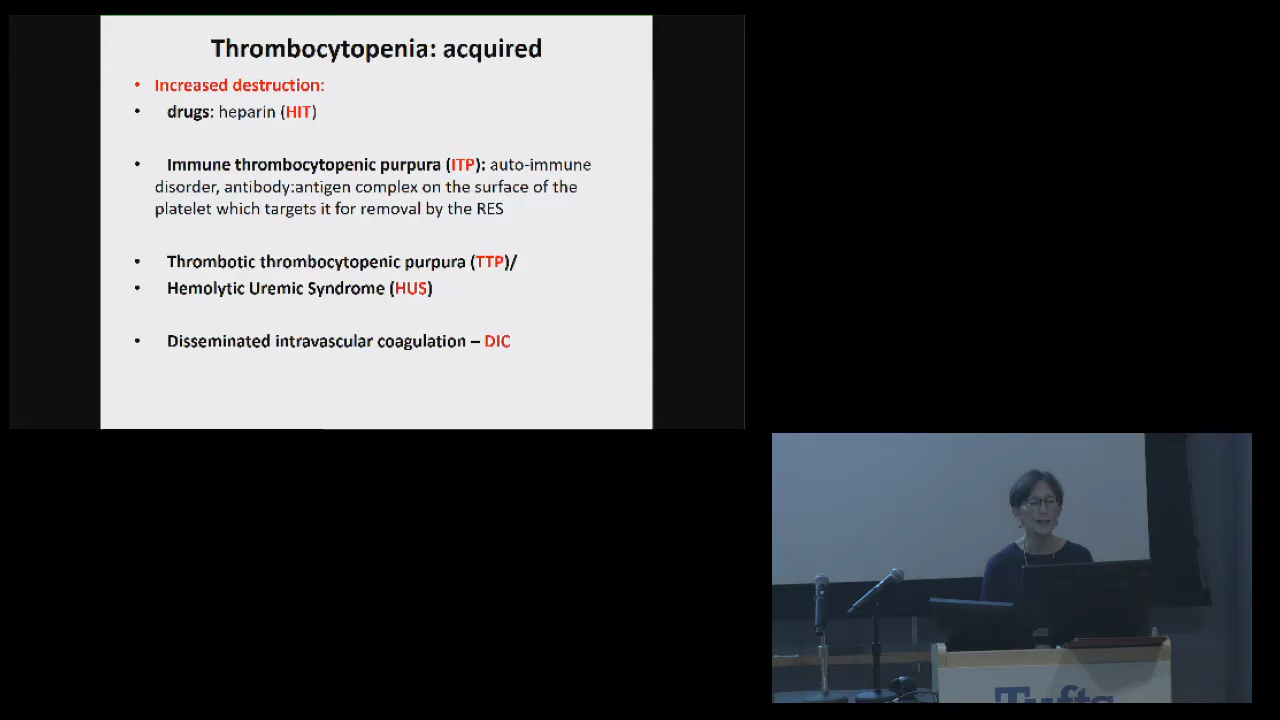 Thrombocytopenia: acquired
• Increased destruction:
• drugs: heparin (HIT)
• Immune thrombocytopenic purpura (ITP): auto-immune
disorder, antibody:antigen complex on the surface of the
platelet which targets it for removal by the RES
• Thrombotic thrombocytopenic purpura (TTP)/
• Hemolytic Uremic Syndrome (HUS)
• Disseminated intravascular coagulation – DIC
Tufts